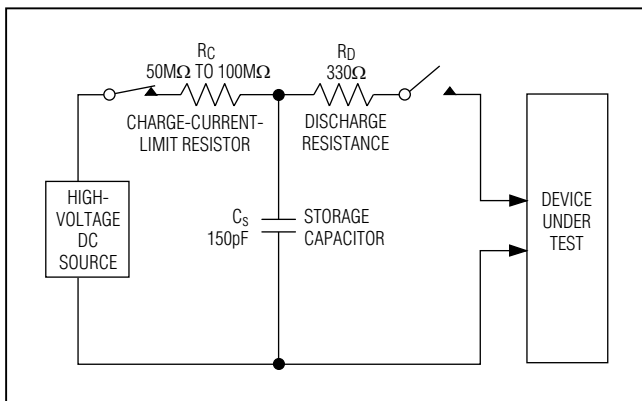 RC
50MΩ TO 100MΩ
CHARGE-CURRENT-
LIMIT RESISTOR
RD
330Ω
DISCHARGE
RESISTANCE
HIGH-
VOLTAGE
DC
SOURCE
Cs
150pF
STORAGE
CAPACITOR
DEVICE
UNDER
TEST